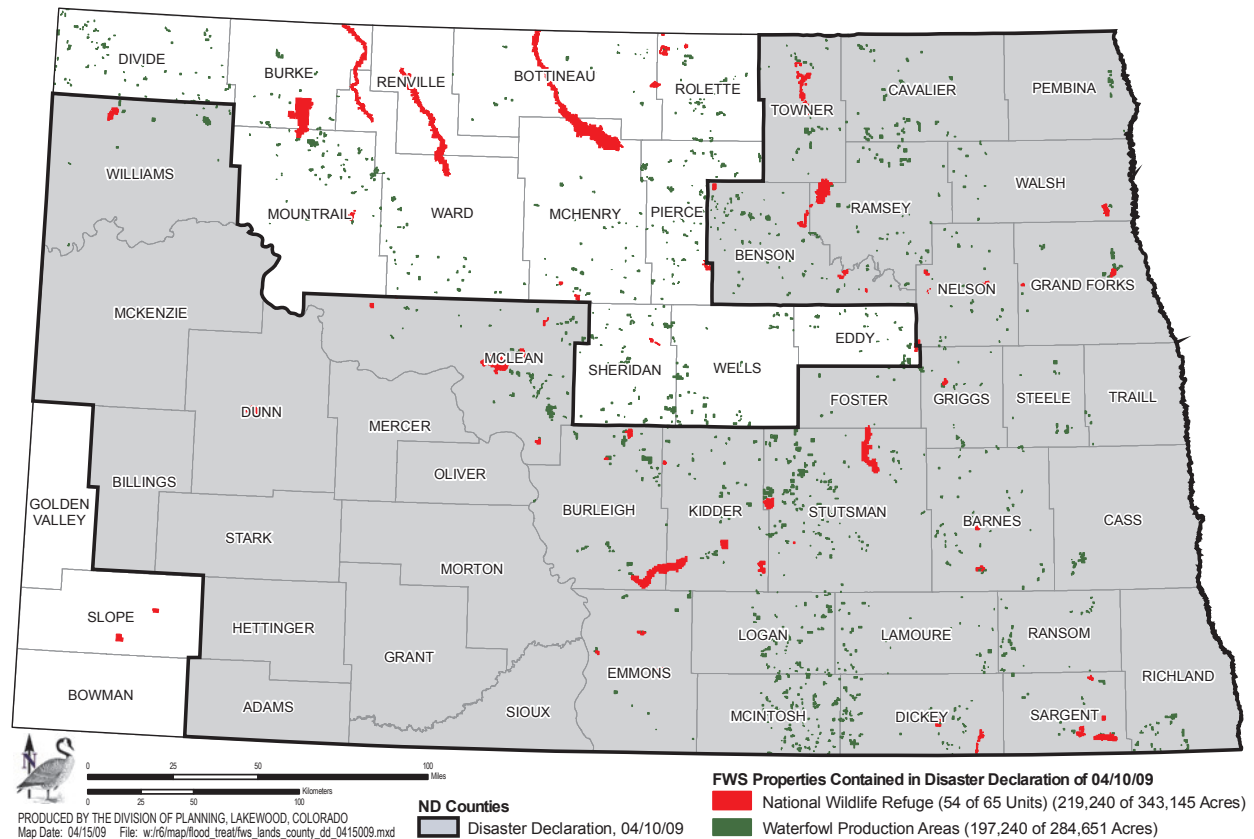 DIVIDE
BURKE
RENVILLE
BOTTINEAU
ROLETTE
TOWNER
CAVALIER
PEMBINA
WILLIAMS
MOUNTRAIL
WARD
MCHENRY
PIERCE
BENSON
RAMSEY
WALSH
MCKENZIE
NELSON
GRAND FORKS
MCLEAN
SHERIDAN
WELLS
EDDY
DUNN
MERCER
FOSTER
GRIGGS
STEELE
TRAILL
GOLDEN
VALLEY
BILLINGS
OLIVER
STARK
BURLEIGH
KIDDER
STUTSMAN
BARNES
CASS
MORTON
SLOPE
HETTINGER
GRANT
EMMONS
LOGAN
LAMOURE
RANSOM
RICHLAND
BOWMAN
ADAMS
SIOUX
MCINTOSH
DICKEY
SARGENT
N
0 25 50 100
Miles
0 25 50 100
Kilometers
PRODUCED BY THE DIVISION OF PLANNING, LAKEWOOD, COLORADO
Map Date: 04/15/09 File: w:/r6/map/flood_treat/fws_lands_county_dd_0415009.mxd
ND Counties
Disaster Declaration, 04/10/09
FWS Properties Contained in Disaster Declaration of 04/10/09
National Wildlife Refuge (54 of 65 Units) (219,240 of 343,145 Acres)
Waterfowl Production Areas (197,240 of 284,651 Acres)